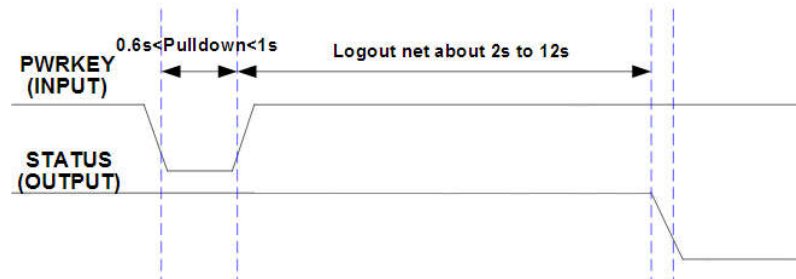 0.6s<Pulldown<1s
Logout net about 2s to 12s
PWRKEY
(INPUT)
STATUS
(OUTPUT)